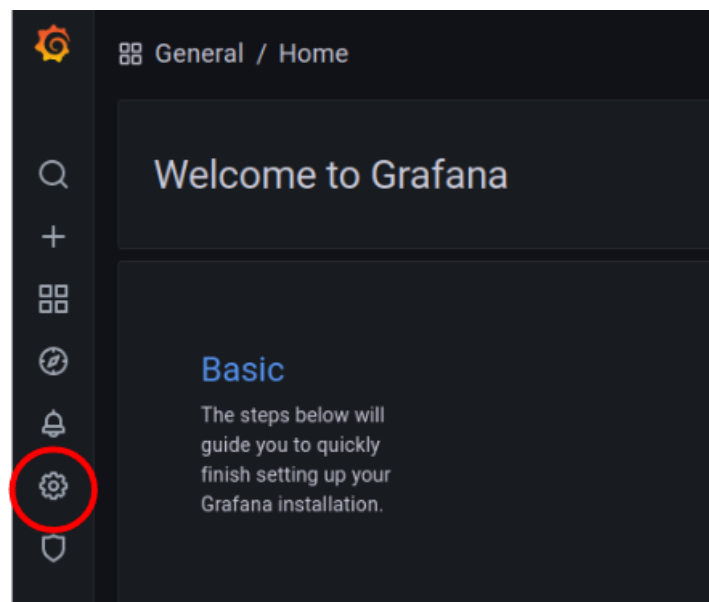 General / Home
Welcome to Grafana
Basic
The steps below will
guide you to quickly
finish setting up your
Grafana installation.